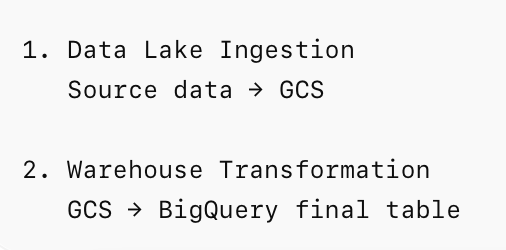 1. Data Lake Ingestion
Source data → GCS
2. Warehouse Transformation
GCS → BigQuery final table